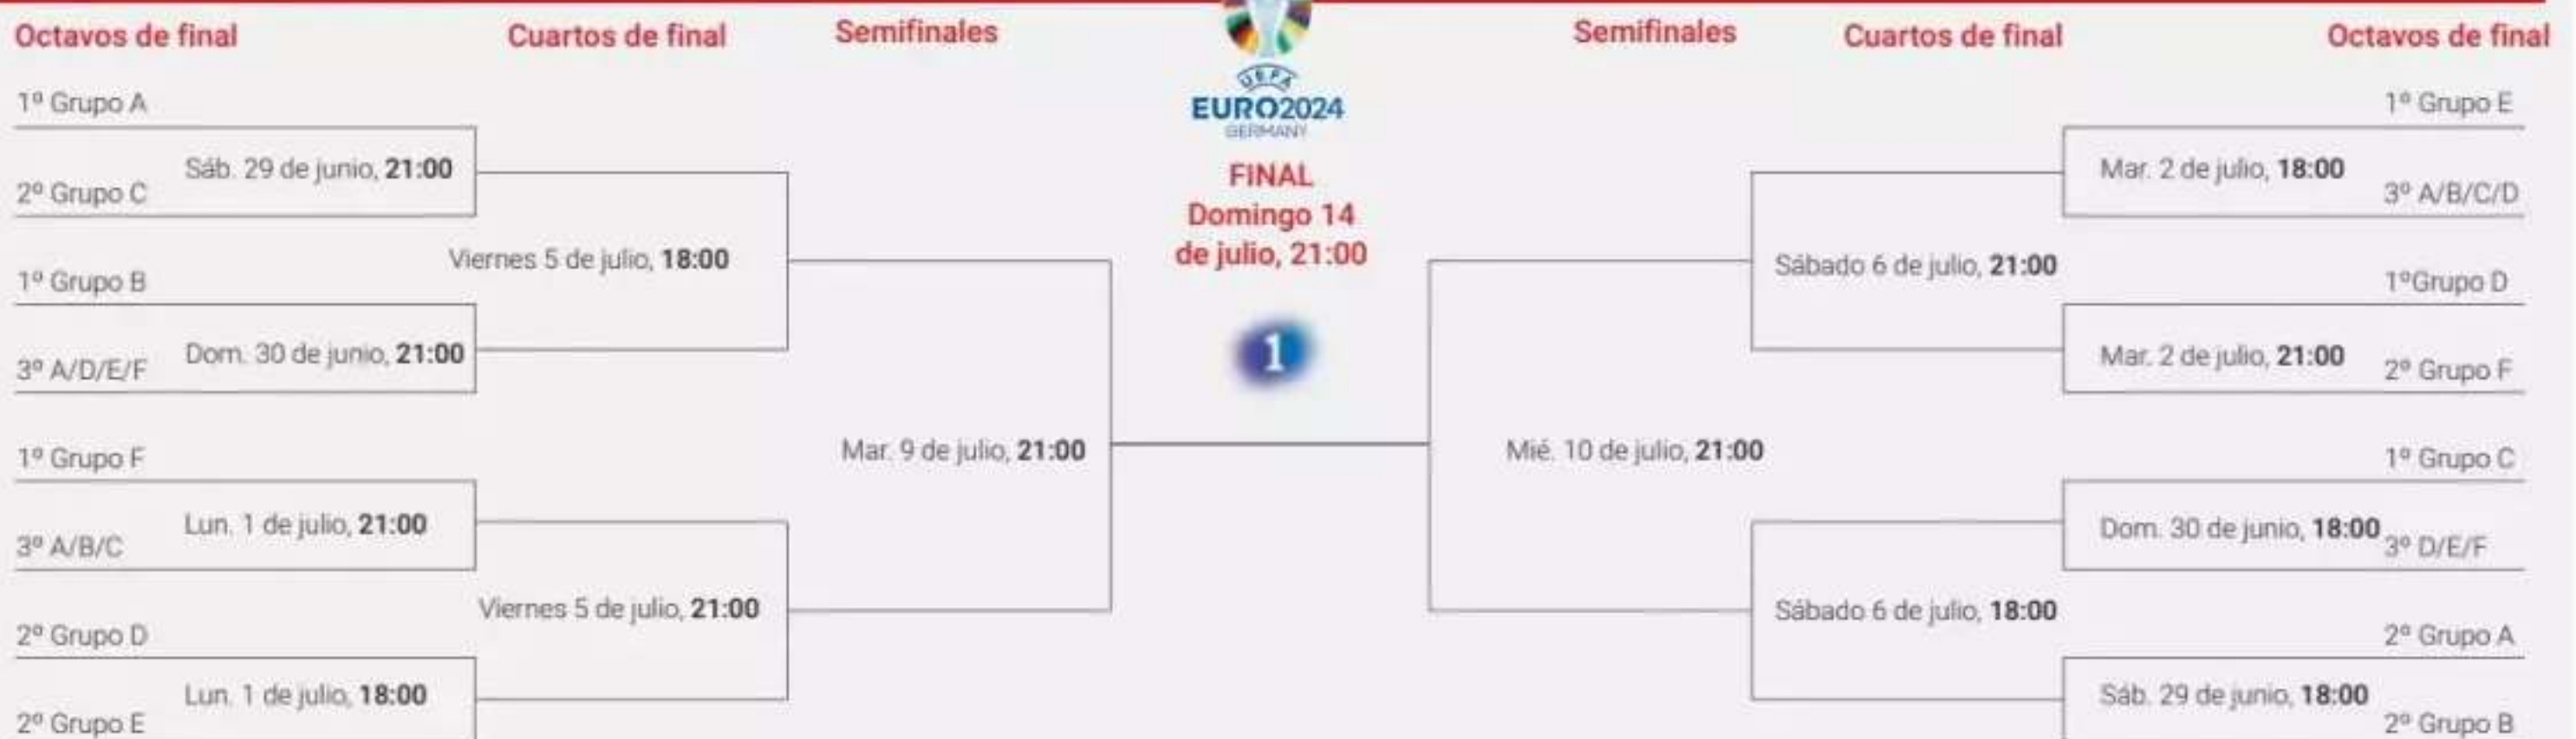 Octavos de final
Cuartos de final
Semifinales
Semifinales
Cuartos de final
Octavos de final
1º Grupo A
Sáb. 29 de junio, 21:00
2º Grupo C
Viernes 5 de julio, 18:00
1º Grupo B
Dom. 30 de junio, 21:00
3º A/D/E/F
Mar. 9 de julio, 21:00
1º Grupo F
Lun. 1 de julio, 21:00
3º A/B/C
Viernes 5 de julio, 21:00
2º Grupo D
Lun. 1 de julio, 18:00
2º Grupo E
UEFA
EURO2024
GERMANY
FINAL
Domingo 14
de julio, 21:00
1
1º Grupo E
Mar. 2 de julio, 18:00
3º A/B/C/D
Sábado 6 de julio, 21:00
1ºGrupo D
Mar. 2 de julio, 21:00
2º Grupo F
Mié. 10 de julio, 21:00
1º Grupo C
Dom. 30 de junio, 18:00
3º D/E/F
Sábado 6 de julio, 18:00
2º Grupo A
Sáb. 29 de junio, 18:00
2º Grupo B